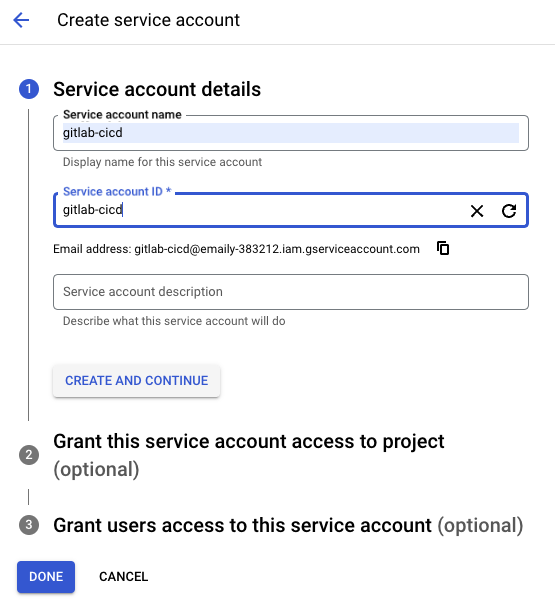 Create service account
1 Service account details
Service account name
gitlab-cicd
Display name for this service account
Service account ID *
gitlab-cicd
Email address: gitlab-cicd@emaily-383212.iam.gserviceaccount.com
Service account description
Describe what this service account will do
CREATE AND CONTINUE
2 Grant this service account access to project
(optional)
3 Grant users access to this service account (optional)
DONE CANCEL